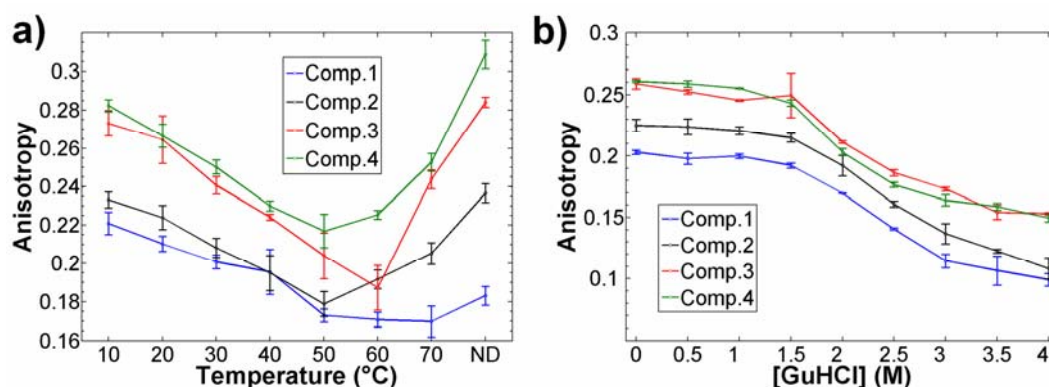 a)
Anisotropy
0.3
0.28
0.26
0.24
0.22
0.2
0.18
0.16
Comp.1
Comp.2
Comp.3
Comp.4
10 20 30 40 50 60 70 ND
Temperature (°C)
b)
Anisotropy
0.3
0.25
0.2
0.15
0.1
Comp.1
Comp.2
Comp.3
Comp.4
0 0.5 1 1.5 2 2.5 3 3.5 4
[GuHCl] (M)